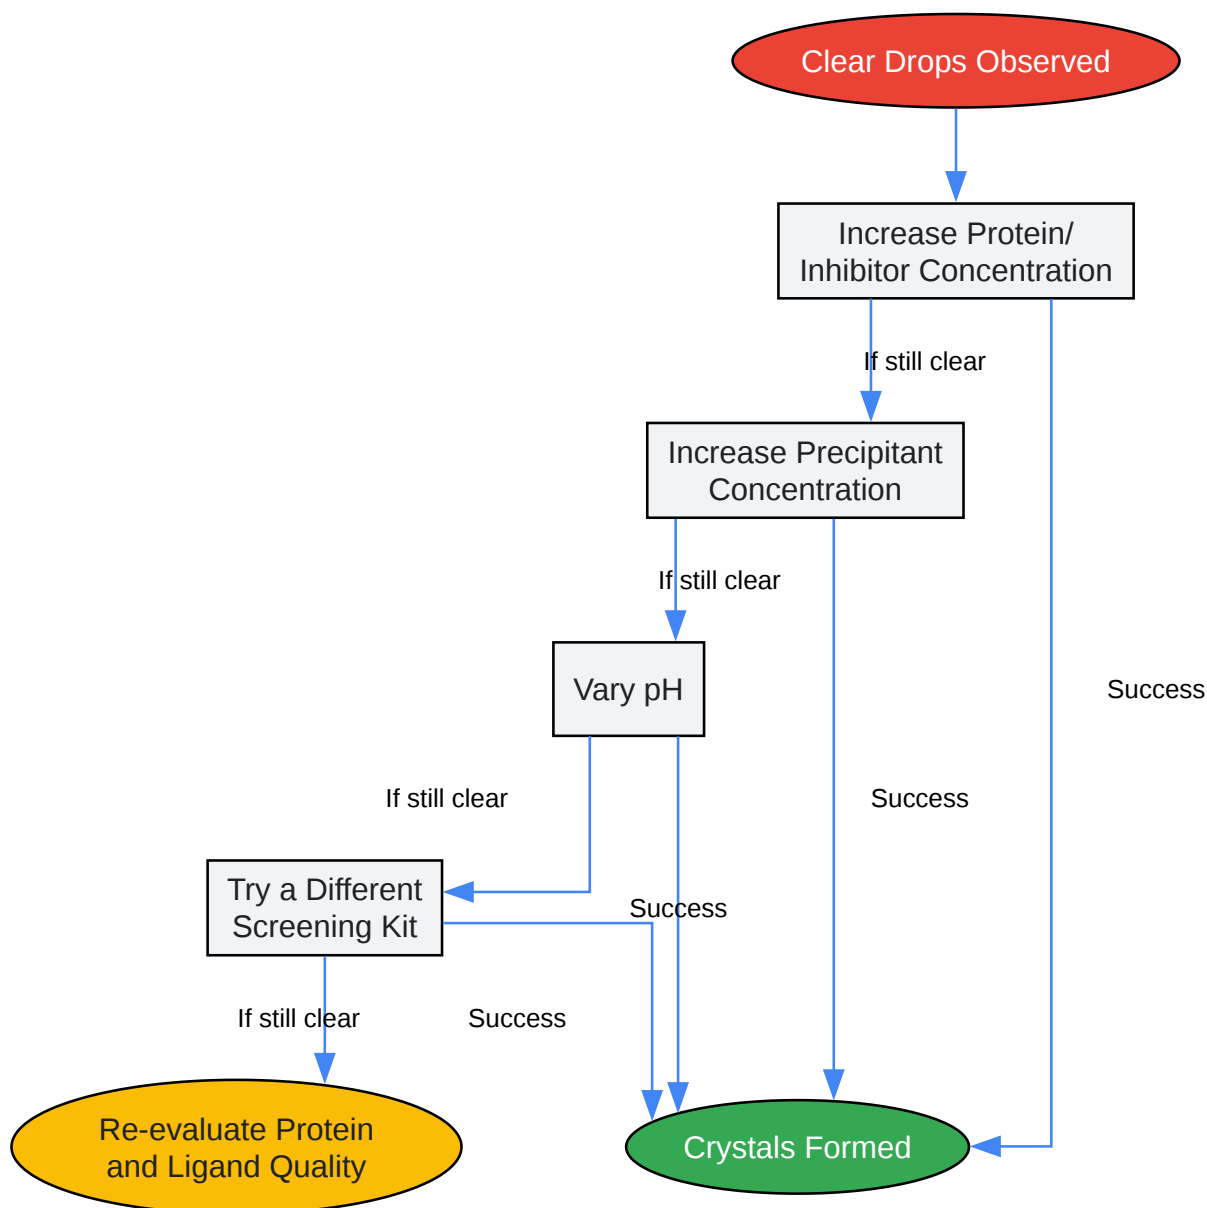 Clear Drops Observed
Increase Protein/
Inhibitor Concentration
If still clear
Increase Precipitant
Concentration
If still clear
Vary pH
Success
If still clear
Success
Try a Different
Screening Kit
Success
If still clear
Success
Re-evaluate Protein
and Ligand Quality
Crystals Formed